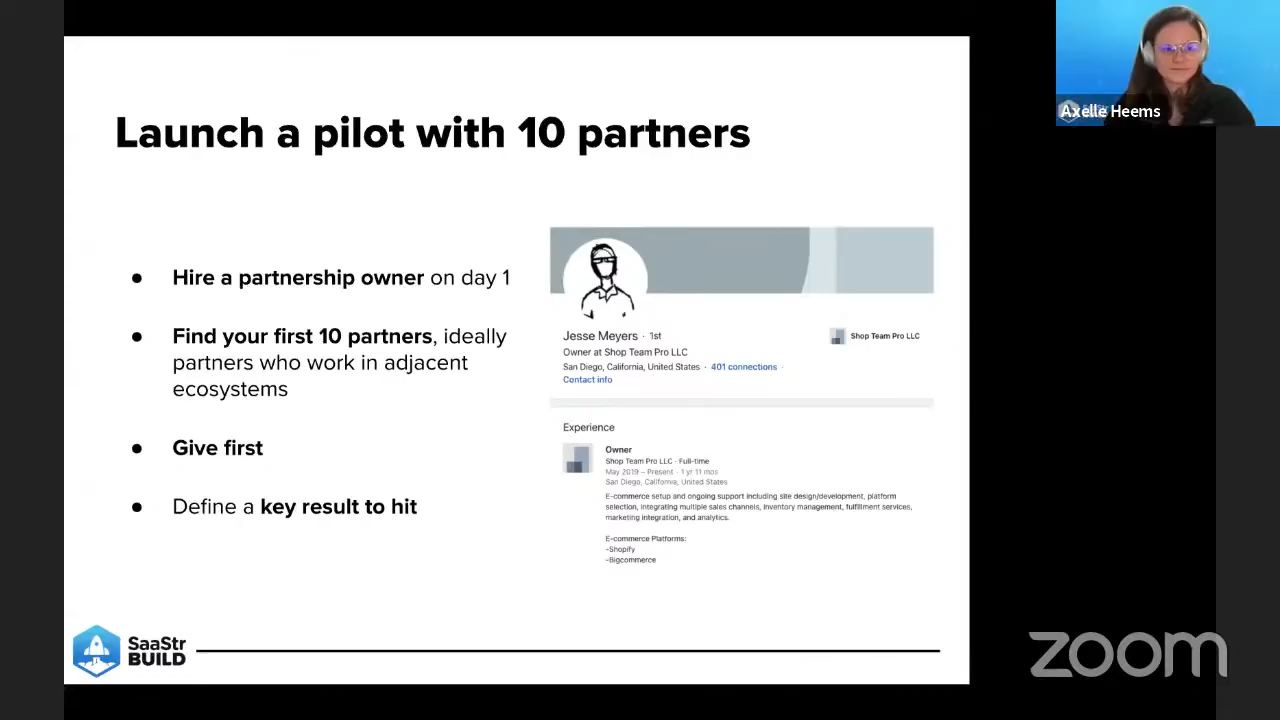 Launch a pilot with 10 partners
● Hire a partnership owner on day 1
● Find your first 10 partners, ideally
partners who work in adjacent
ecosystems
● Give first
● Define a key result to hit
Jesse Meyers · 1st
Owner at Shop Team Pro LLC
San Diego, California, United States · 401 connections ·
Contact info
Shop Team Pro LLC
Experience
Owner
Shop Team Pro LLC · Full-time
May 2019 – Present · 1 yr 11 mos
San Diego, California, United States
E-commerce setup and ongoing support including site design/development, platform
selection, integrating multiple sales channels, inventory management, fulfillment services,
marketing integration, and analytics.
E-commerce Platforms:
-Shopify
-Bigcommerce
SaaStr
BUILD
Axelle Heems
zoom